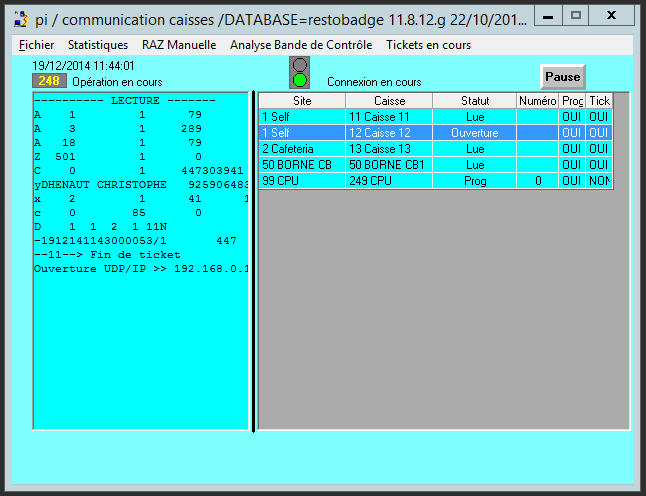 pi / communication caisses /DATABASE=restobadge 11.8.12.g 22/10/201...
Fichier Statistiques RAZ Manuelle Analyse Bande de Contrôle Tickets en cours
19/12/2014 11:44:01
248 Opération en cours
Connexion en cours
Pause
---------- LECTURE -------
A 1 1 79
A 3 1 289
A 18 1 79
Z 501 1 0
C 0 1 447303941
yDHENAUT CHRISTOPHE 925906483
x 2 1 41 1
c 0 85 0
D 1 1 2 1 11N
-1912141143000053/1 447
--11--> Fin de ticket
Ouverture UDP/IP >> 192.168.0.1
Site Caisse Statut Numéro Prog Tick
1 Self 11 Caisse 11 Lue OUI OUI
1 Self 12 Caisse 12 Ouverture OUI OUI
2 Cafeteria 13 Caisse 13 Lue OUI OUI
50 BORNE CB 50 BORNE CB1 Lue OUI OUI
99 CPU 249 CPU Prog 0 OUI NON